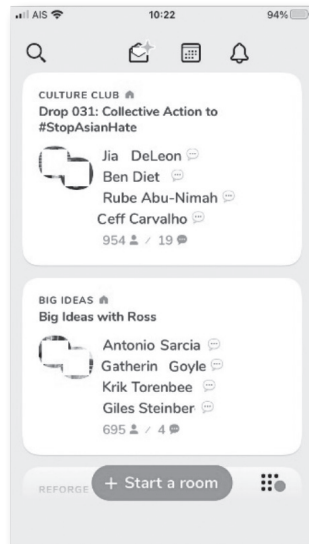 AIS 10:22 94%
CULTURE CLUB
Drop 031: Collective Action to
#StopAsianHate
Jia DeLeon
Ben Diet
Rube Abu-Nimah
Ceff Carvalho
954 / 19
BIG IDEAS
Big Ideas with Ross
Antonio Sarcia
Gatherin Goyle
Krik Torenbee
Giles Steinber
695 / 4
REFORGE
+ Start a room